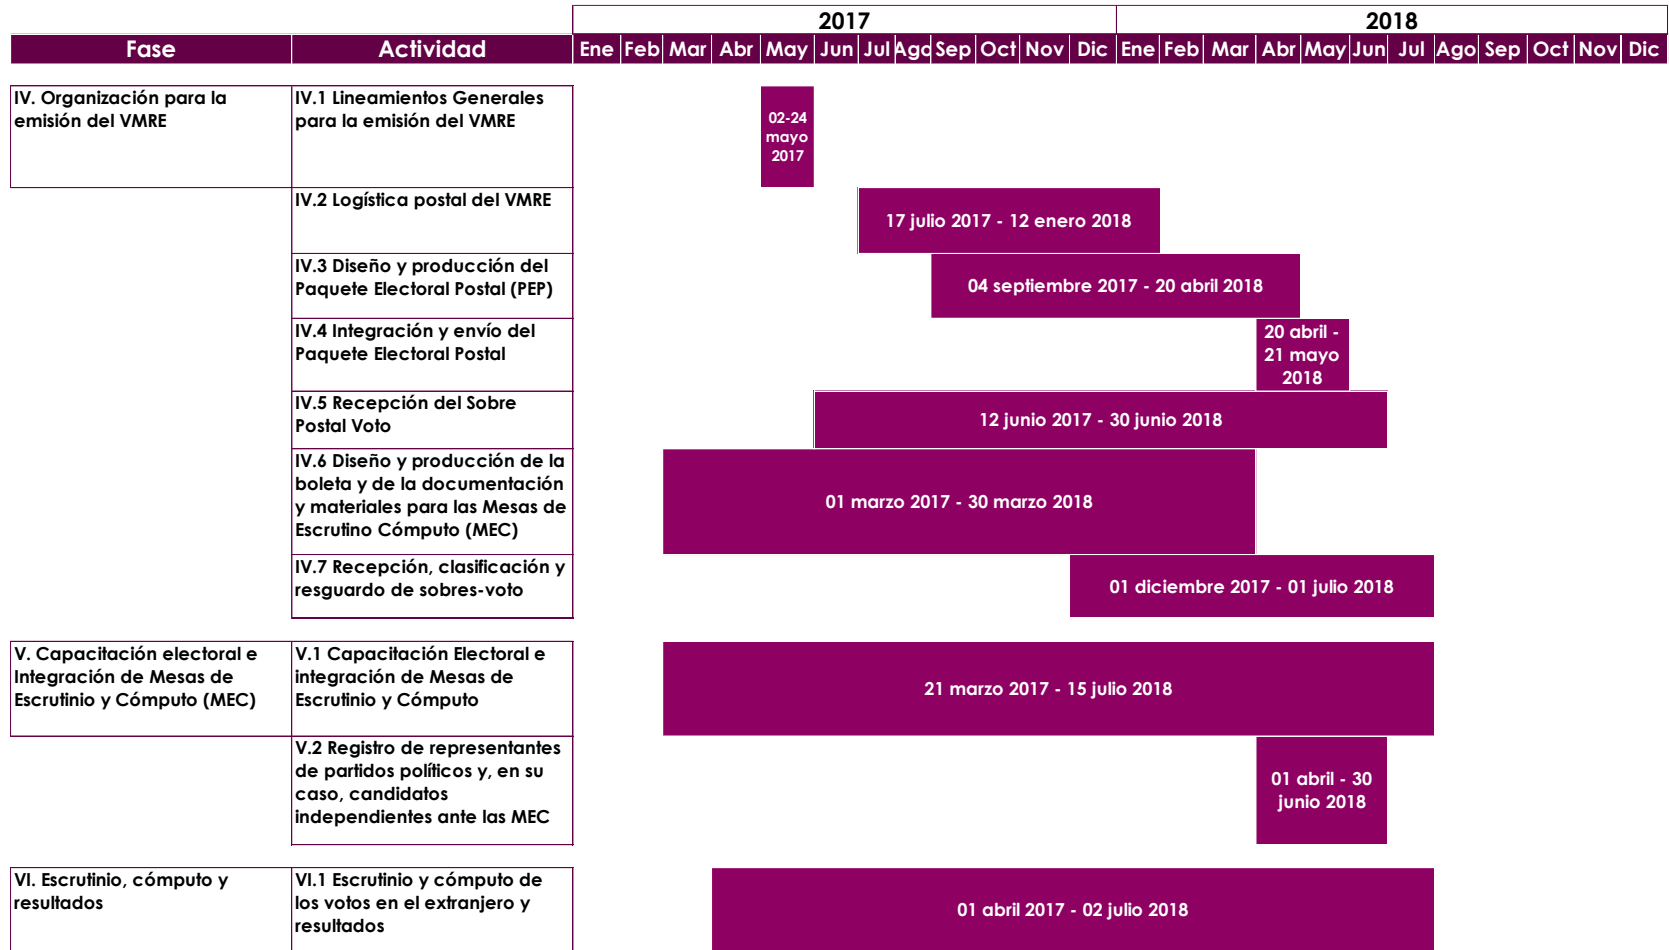 2017 2018
Fase Actividad Ene Feb Mar Abr May Jun Jul Ago Sep Oct Nov Dic Ene Feb Mar Abr May Jun Jul Ago Sep Oct Nov Dic
IV. Organización para la
emisión del VMRE
IV.1 Lineamientos Generales
para la emisión del VMRE
02-24
mayo
2017
IV.2 Logística postal del VMRE
17 julio 2017 - 12 enero 2018
IV.3 Diseño y producción del
Paquete Electoral Postal (PEP)
04 septiembre 2017 - 20 abril 2018
IV.4 Integración y envío del
Paquete Electoral Postal
20 abril -
21 mayo
2018
IV.5 Recepción del Sobre
Postal Voto
12 junio 2017 - 30 junio 2018
IV.6 Diseño y producción de la
boleta y de la documentación
y materiales para las Mesas de
Escrutino Cómputo (MEC)
01 marzo 2017 - 30 marzo 2018
IV.7 Recepción, clasificación y
resguardo de sobres-voto
01 diciembre 2017 - 01 julio 2018
V. Capacitación electoral e
Integración de Mesas de
Escrutinio y Cómputo (MEC)
V.1 Capacitación Electoral e
integración de Mesas de
Escrutinio y Cómputo
21 marzo 2017 - 15 julio 2018
V.2 Registro de representantes
de partidos políticos y, en su
caso, candidatos
independientes ante las MEC
01 abril - 30
junio 2018
VI. Escrutinio, cómputo y
resultados
VI.1 Escrutinio y cómputo de
los votos en el extranjero y
resultados
01 abril 2017 - 02 julio 2018